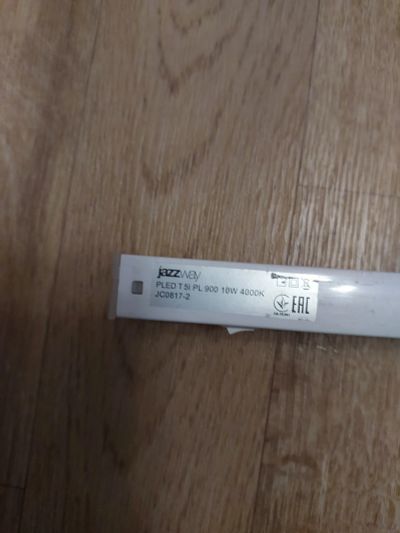 jazzway
PLED T5i PL 900 10W 4000K
JC0817-2
EAC